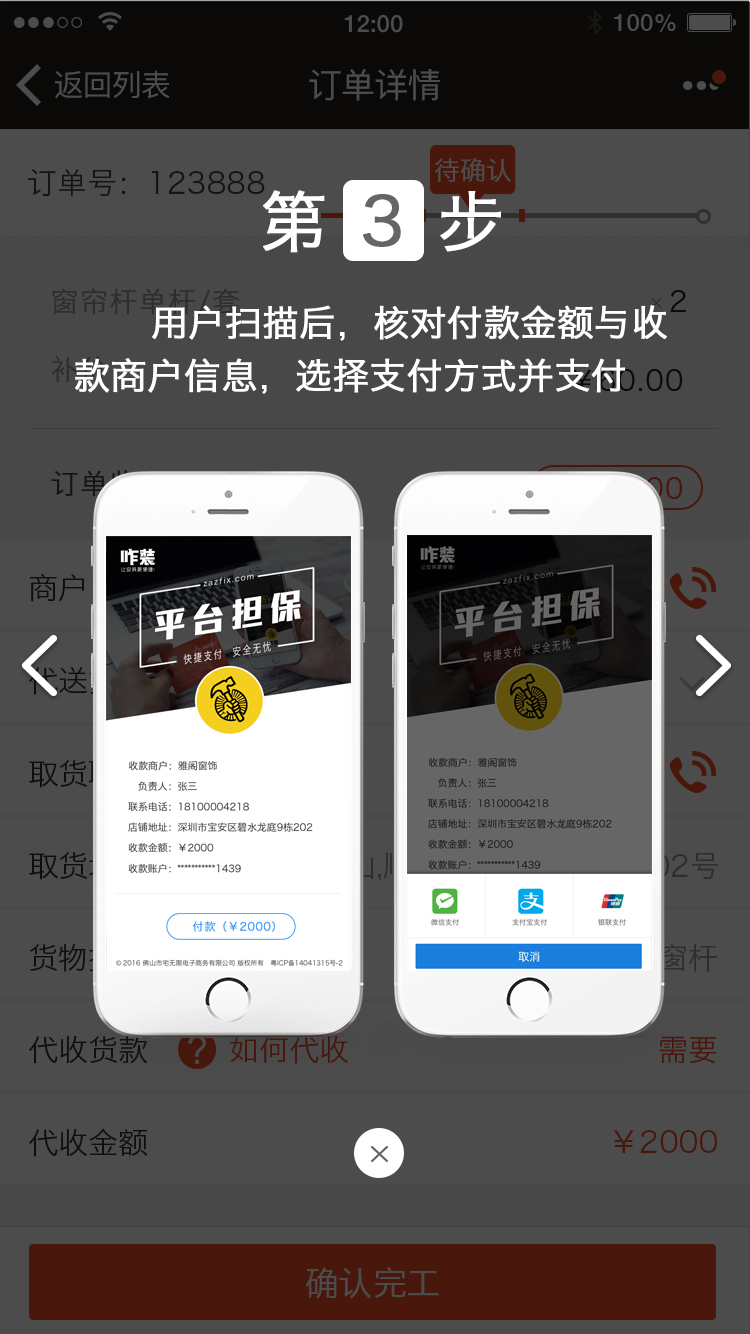 12:00
100%
返回列表
订单详情
订单号：123888
待确认
第 3 步
窗帘杆单杆/套
×2
用户扫描后，核对付款金额与收
款商户信息，选择支付方式并支付
咋装
zazfix.com
平台担保
快捷支付 安全无忧
收款商户：雅阁窗饰
负责人：张三
联系电话：18100004218
店铺地址：深圳市宝安区碧水龙庭9栋202
收款金额：￥2000
收款账户：***********1439
付款（￥2000）
© 2016 佛山市宅无限电子商务有限公司 版权所有 粤ICP备14041315号-2
咋装
zazfix.com
平台担保
快捷支付 安全无忧
收款商户：雅阁窗饰
负责人：张三
联系电话：18100004218
店铺地址：深圳市宝安区碧水龙庭9栋202
收款金额：￥2000
收款账户：***********1439
微信支付
支付宝支付
银联支付
取消
商户
代送
取货
取货
02号
货物
窗杆
代收货款
如何代收
需要
代收金额
￥2000
确认完工